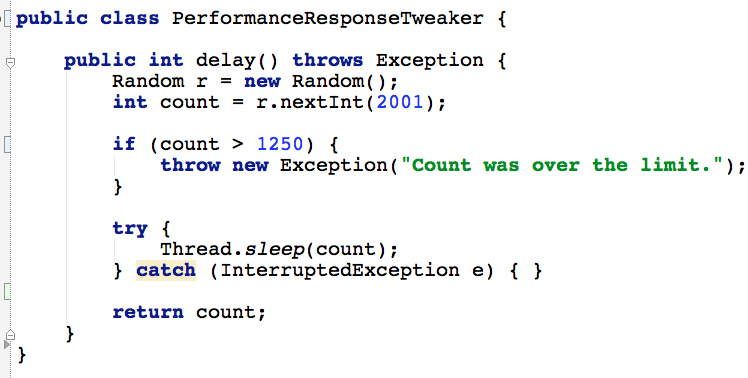 public class PerformanceResponseTweaker {
public int delay() throws Exception {
Random r = new Random();
int count = r.nextInt(2001);
if (count > 1250) {
throw new Exception("Count was over the limit.");
}
try {
Thread.sleep(count);
} catch (InterruptedException e) { }
return count;
}
}